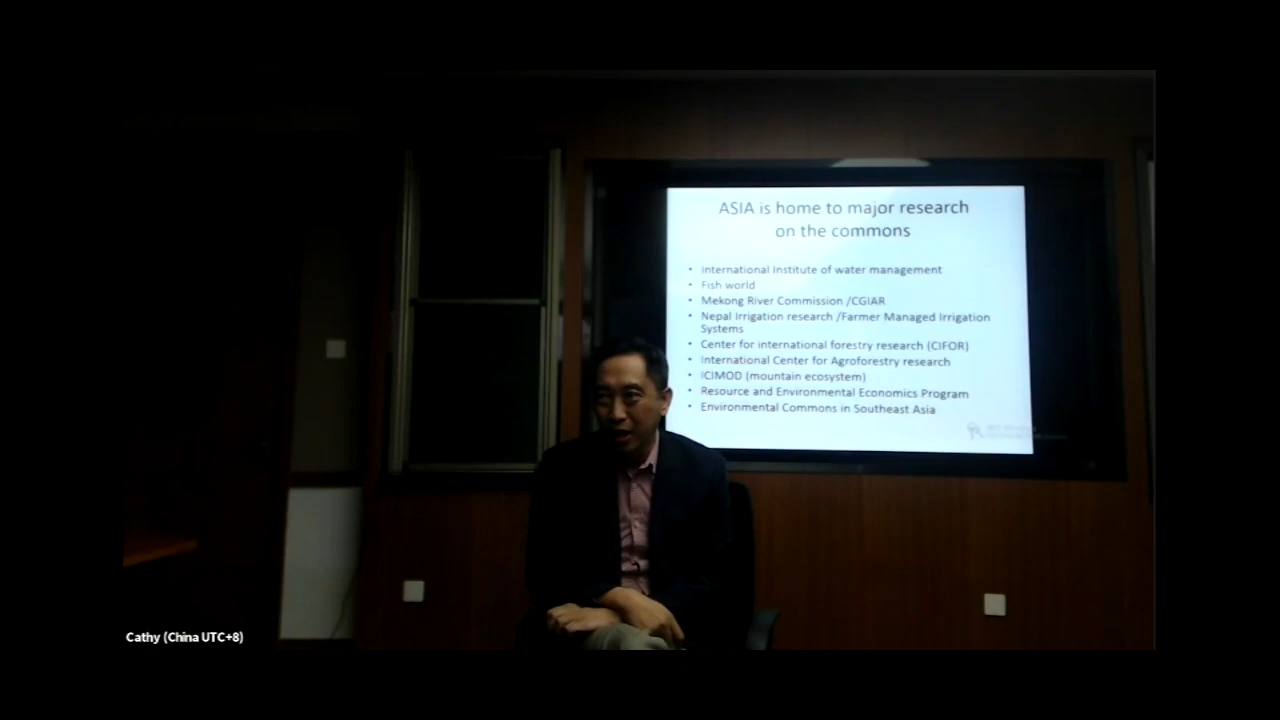 ASIA is home to major research
on the commons
• International Institute of water management
• Fish world
• Mekong River Commission /CGIAR
• Nepal Irrigation research /Farmer Managed Irrigation
Systems
• Center for international forestry research (CIFOR)
• International Center for Agroforestry research
• ICIMOD (mountain ecosystem)
• Resource and Environmental Economics Program
• Environmental Commons in Southeast Asia
Cathy (China UTC+8)